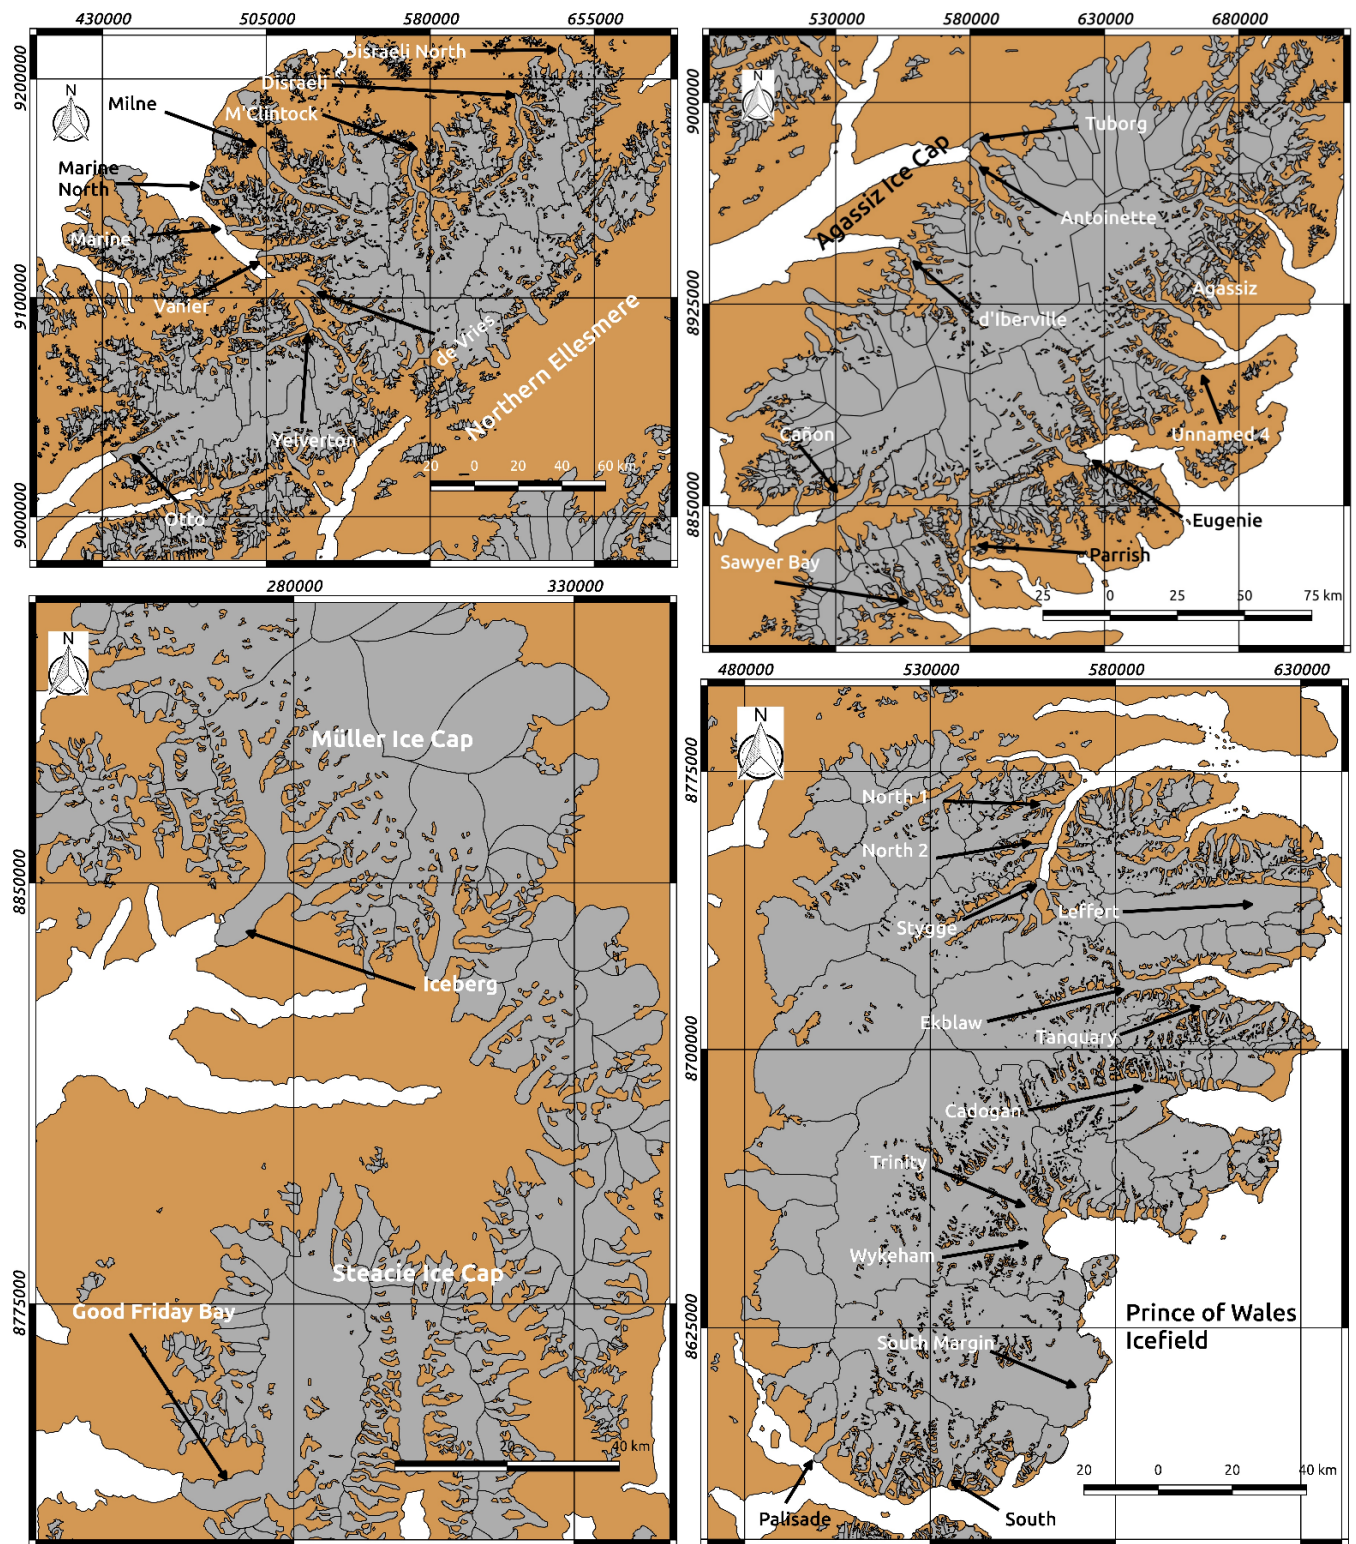 430000 5055000 580000 655000
9200000
9100000
9000000
N
Disraeli North
Disraeli
Milne
M'Clintock
Marine
North
Marine
Vanier
de Vries
Northern Ellesmere
Yelverton
Otto
20 0 20 40 60 km
530000 580000 630000 680000
9000000
8925000
8850000
N
Tuborg
Agassiz Ice Cap
Antoinette
Agassiz
d'Iberville
Unnamed 4
Cañon
Eugenie
Parrish
Sawyer Bay
25 0 25 50 75 km
280000 330000
8850000
8775000
N
Müller Ice Cap
Iceberg
Steacie Ice Cap
Good Friday Bay
0 20 40 km
480000 530000 580000 630000
8775000
8700000
8625000
N
North 1
North 2
Leffert
Stygge
Ekblaw
Tanquary
Cadogan
Trinity
Wykeham
Prince of Wales
Icefield
South Margin
20 0 20 40 km
Palisade
South